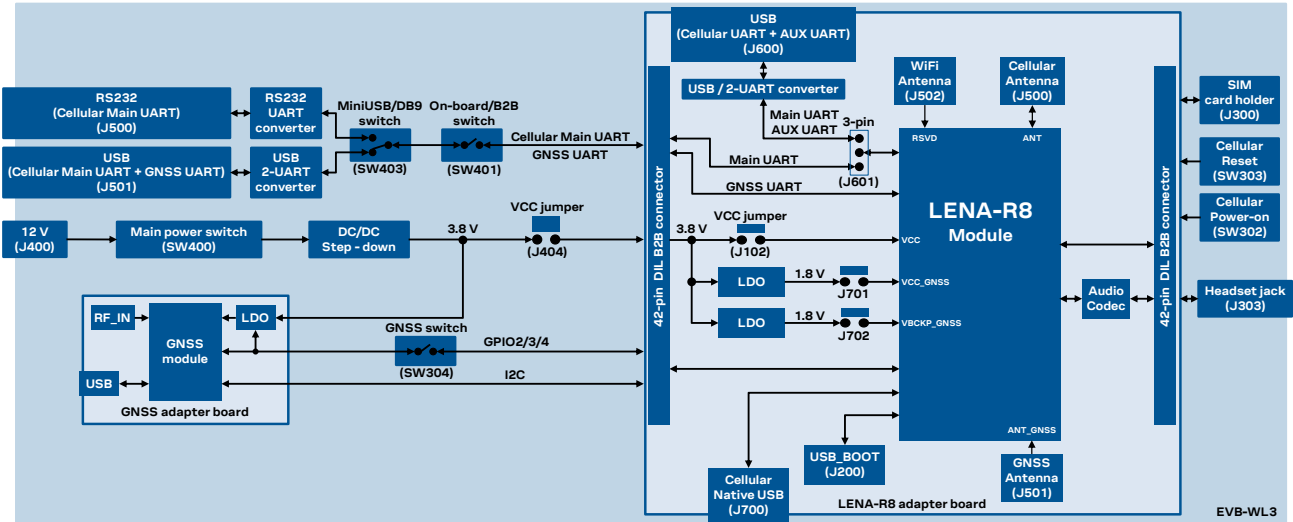 USB
(Cellular UART + AUX UART)
(J600)
USB / 2-UART converter
WiFi
Antenna
(J502)
Cellular
Antenna
(J500)
RS232
(Cellular Main UART)
(J500)
RS232
UART
converter
MiniUSB/DB9
switch
(SW403)
On-board/B2B
switch
(SW401)
Cellular Main UART
GNSS UART
USB
(Cellular Main UART + GNSS UART)
(J501)
USB
2-UART
converter
42-pin DIL B2B connector
Main UART
AUX UART
3-pin
(J601)
Main UART
GNSS UART
RSVD
ANT
LENA-R8
Module
SIM
card holder
(J300)
Cellular
Reset
(SW303)
Cellular
Power-on
(SW302)
12 V
(J400)
Main power switch
(SW400)
DC/DC
Step - down
3.8 V
VCC jumper
(J404)
3.8 V
VCC jumper
(J102)
VCC
LDO
1.8 V
J701
VCC_GNSS
LDO
1.8 V
J702
VBCKP_GNSS
Audio
Codec
42-pin DIL B2B connector
Headset jack
(J303)
RF_IN
GNSS
module
LDO
USB
GNSS adapter board
GNSS switch
(SW304)
GPIO2/3/4
I2C
ANT_GNSS
USB_BOOT
(J200)
Cellular
Native USB
(J700)
GNSS
Antenna
(J501)
LENA-R8 adapter board
EVB-WL3